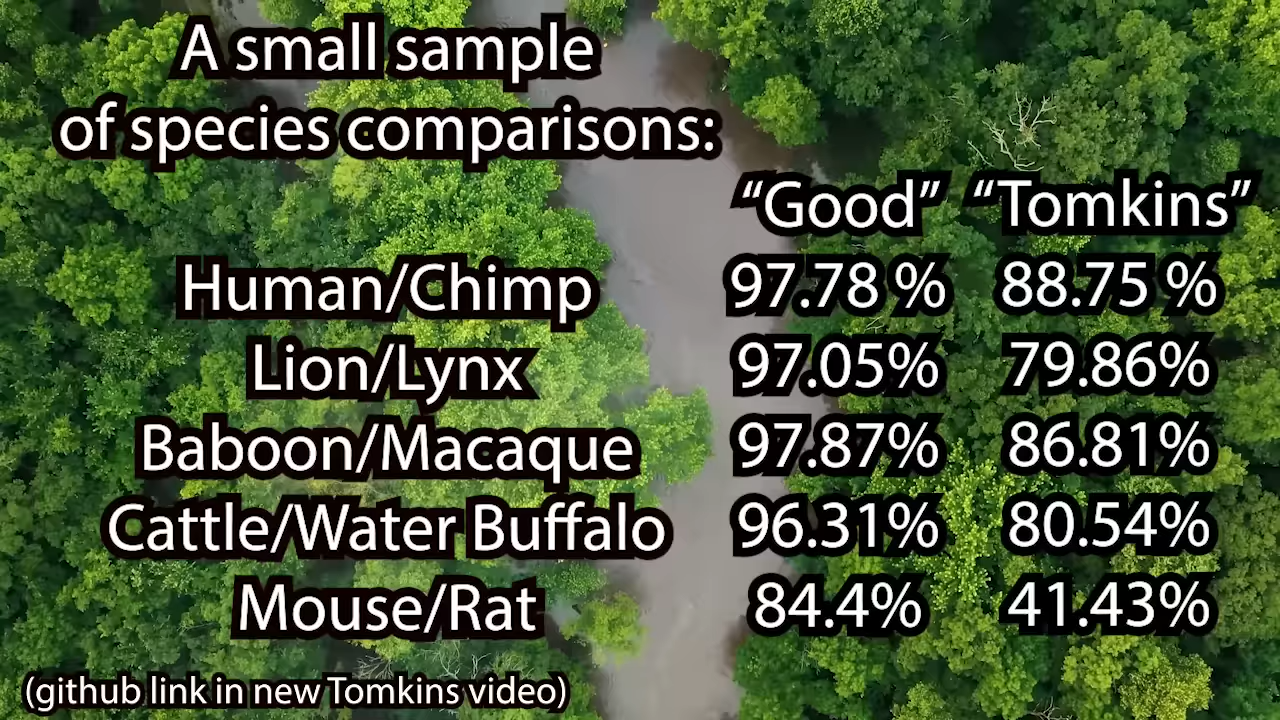 A small sample
of species comparisons:
“Good” “Tomkins”
Human/Chimp 97.78 % 88.75 %
Lion/Lynx 97.05% 79.86%
Baboon/Macaque 97.87% 86.81%
Cattle/Water Buffalo 96.31% 80.54%
Mouse/Rat 84.4% 41.43%
(github link in new Tomkins video)